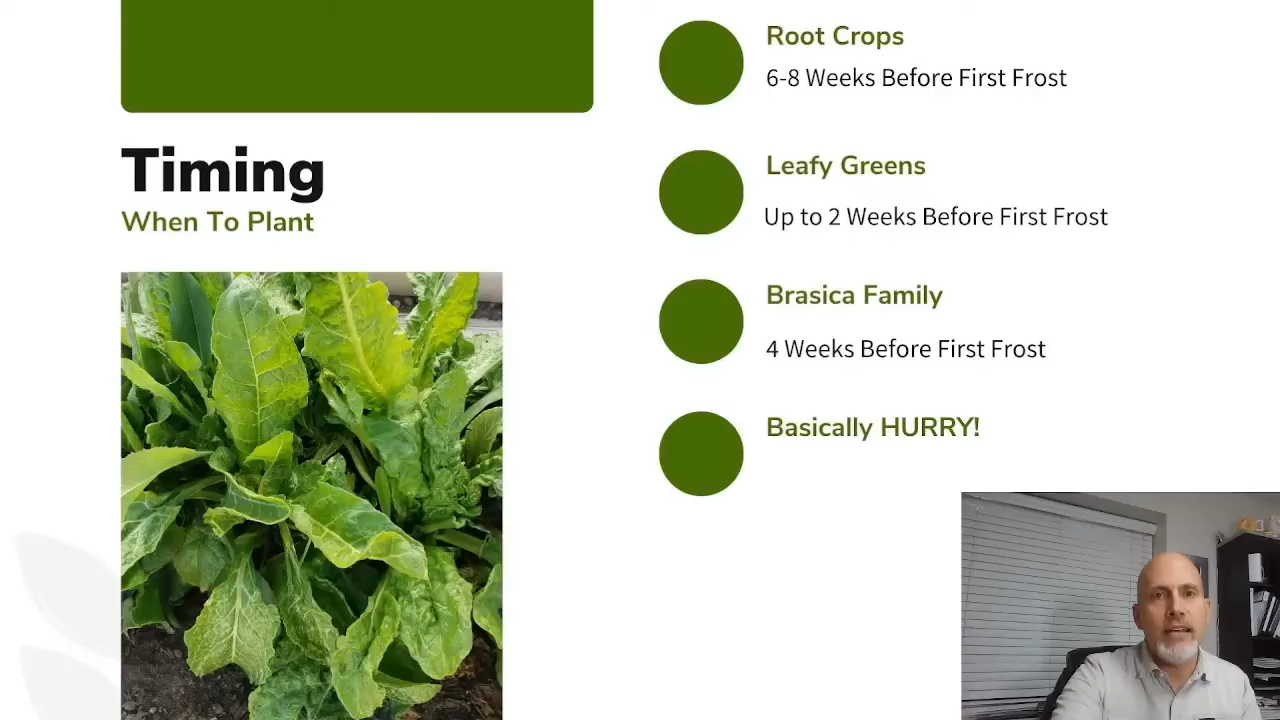 Timing
When To Plant
Root Crops
6-8 Weeks Before First Frost
Leafy Greens
Up to 2 Weeks Before First Frost
Brasica Family
4 Weeks Before First Frost
Basically HURRY!